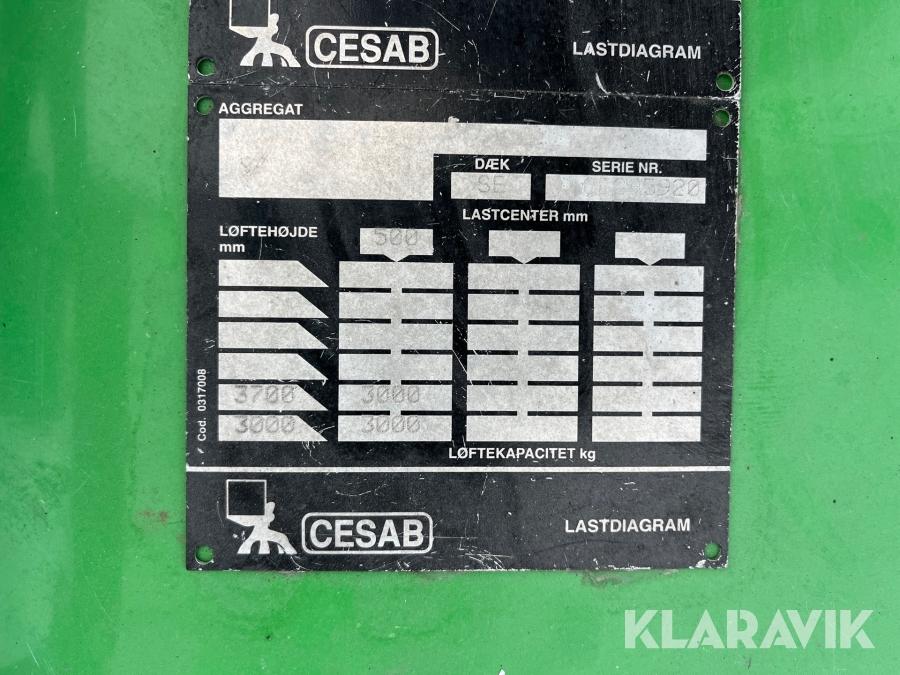 CESAB LASTDIAGRAM
AGGREGAT
DÆK SERIE NR.
SE
LASTCENTER mm
LØFTEHØJDE
mm
500
3700 3000
3000 3000
LØFTEKAPACITET kg
Cod. 0317008
CESAB LASTDIAGRAM
KLARAVIK